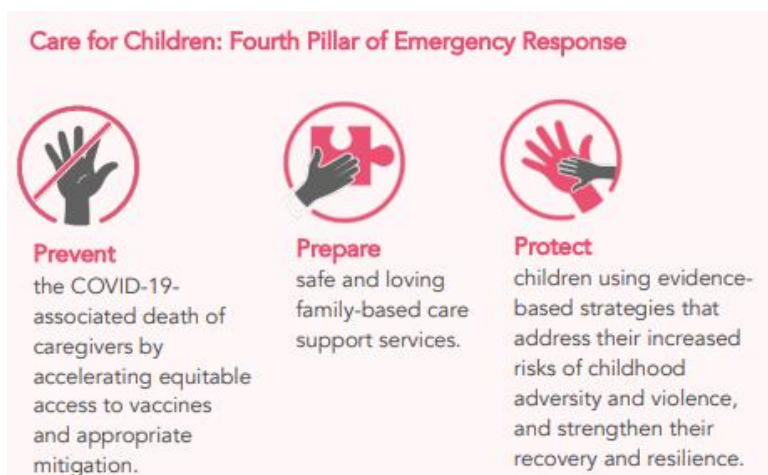 Care for Children: Fourth Pillar of Emergency Response
Prevent
the COVID-19-
associated death of
caregivers by
accelerating equitable
access to vaccines
and appropriate
mitigation.
Prepare
safe and loving
family-based care
support services.
Protect
children using evidence-
based strategies that
address their increased
risks of childhood
adversity and violence,
and strengthen their
recovery and resilience.